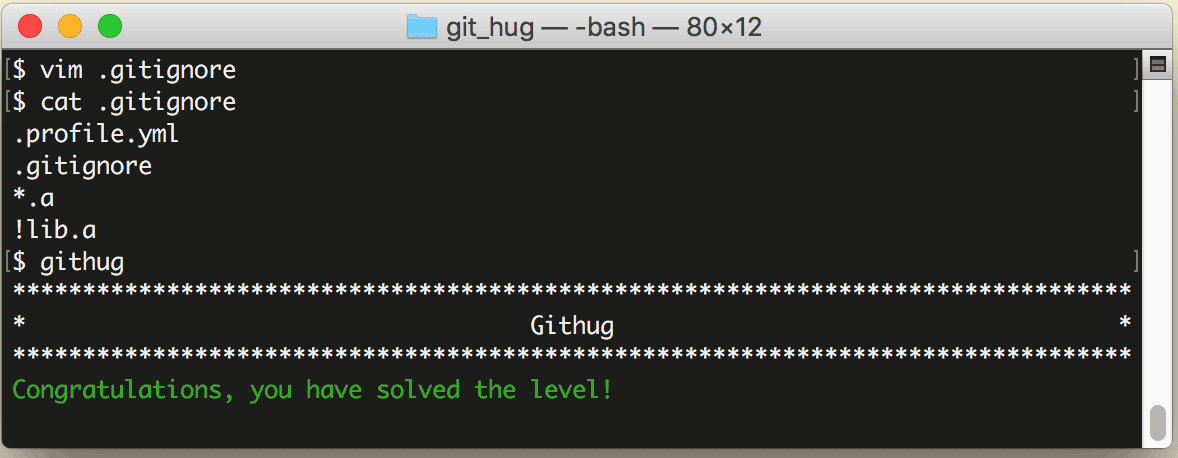 git_hug — -bash — 80×12
[$ vim .gitignore ]
[$ cat .gitignore ]
.profile.yml
.gitignore
*.a
!lib.a
[$ githug ]
********************************************************************************
*                                     Githug                                    *
********************************************************************************
Congratulations, you have solved the level!